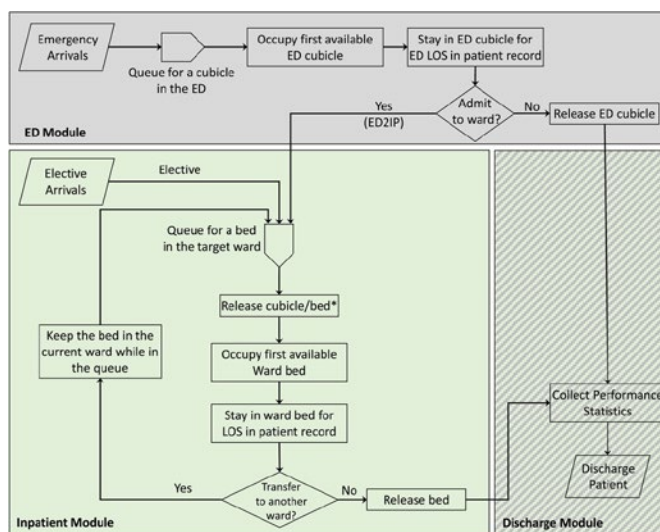 Emergency
Arrivals
Queue for a cubicle
in the ED
Occupy first available
ED cubicle
Stay in ED cubicle for
ED LOS in patient record
Yes
(ED2IP)
Admit
to ward?
No
Release ED cubicle
ED Module
Elective
Arrivals
Elective
Queue for a bed
in the target ward
Release cubicle/bed*
Keep the bed in the
current ward while in
the queue
Occupy first available
Ward bed
Stay in ward bed for
LOS in patient record
Yes
Transfer
to another
ward?
No
Release bed
Inpatient Module
Collect Performance
Statistics
Discharge
Patient
Discharge Module